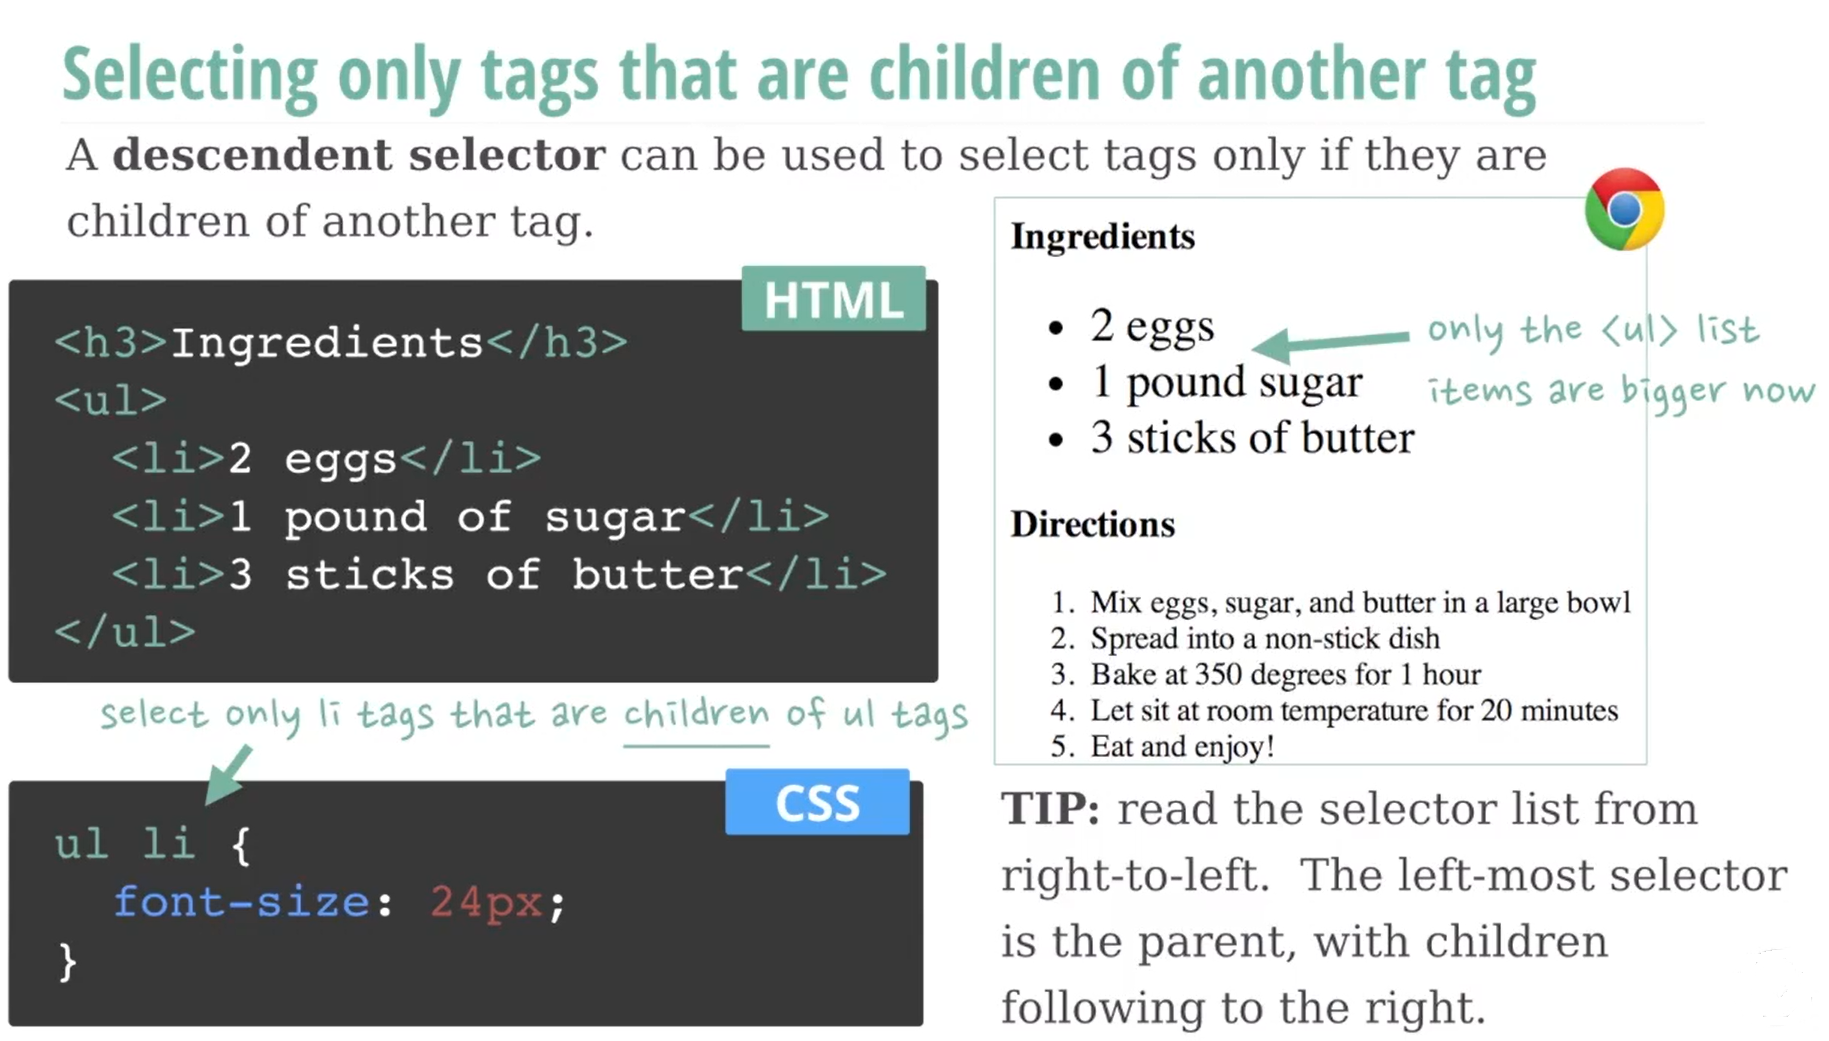 Selecting only tags that are children of another tag
A descendent selector can be used to select tags only if they are
children of another tag.
HTML
<h3>Ingredients</h3>
<ul>
<li>2 eggs</li>
<li>1 pound of sugar</li>
<li>3 sticks of butter</li>
</ul>
select only li tags that are children of ul tags
CSS
ul li {
font-size: 24px;
}
Ingredients
• 2 eggs
• 1 pound sugar
• 3 sticks of butter
only the <ul> list
items are bigger now
Directions
1. Mix eggs, sugar, and butter in a large bowl
2. Spread into a non-stick dish
3. Bake at 350 degrees for 1 hour
4. Let sit at room temperature for 20 minutes
5. Eat and enjoy!
TIP: read the selector list from
right-to-left. The left-most selector
is the parent, with children
following to the right.